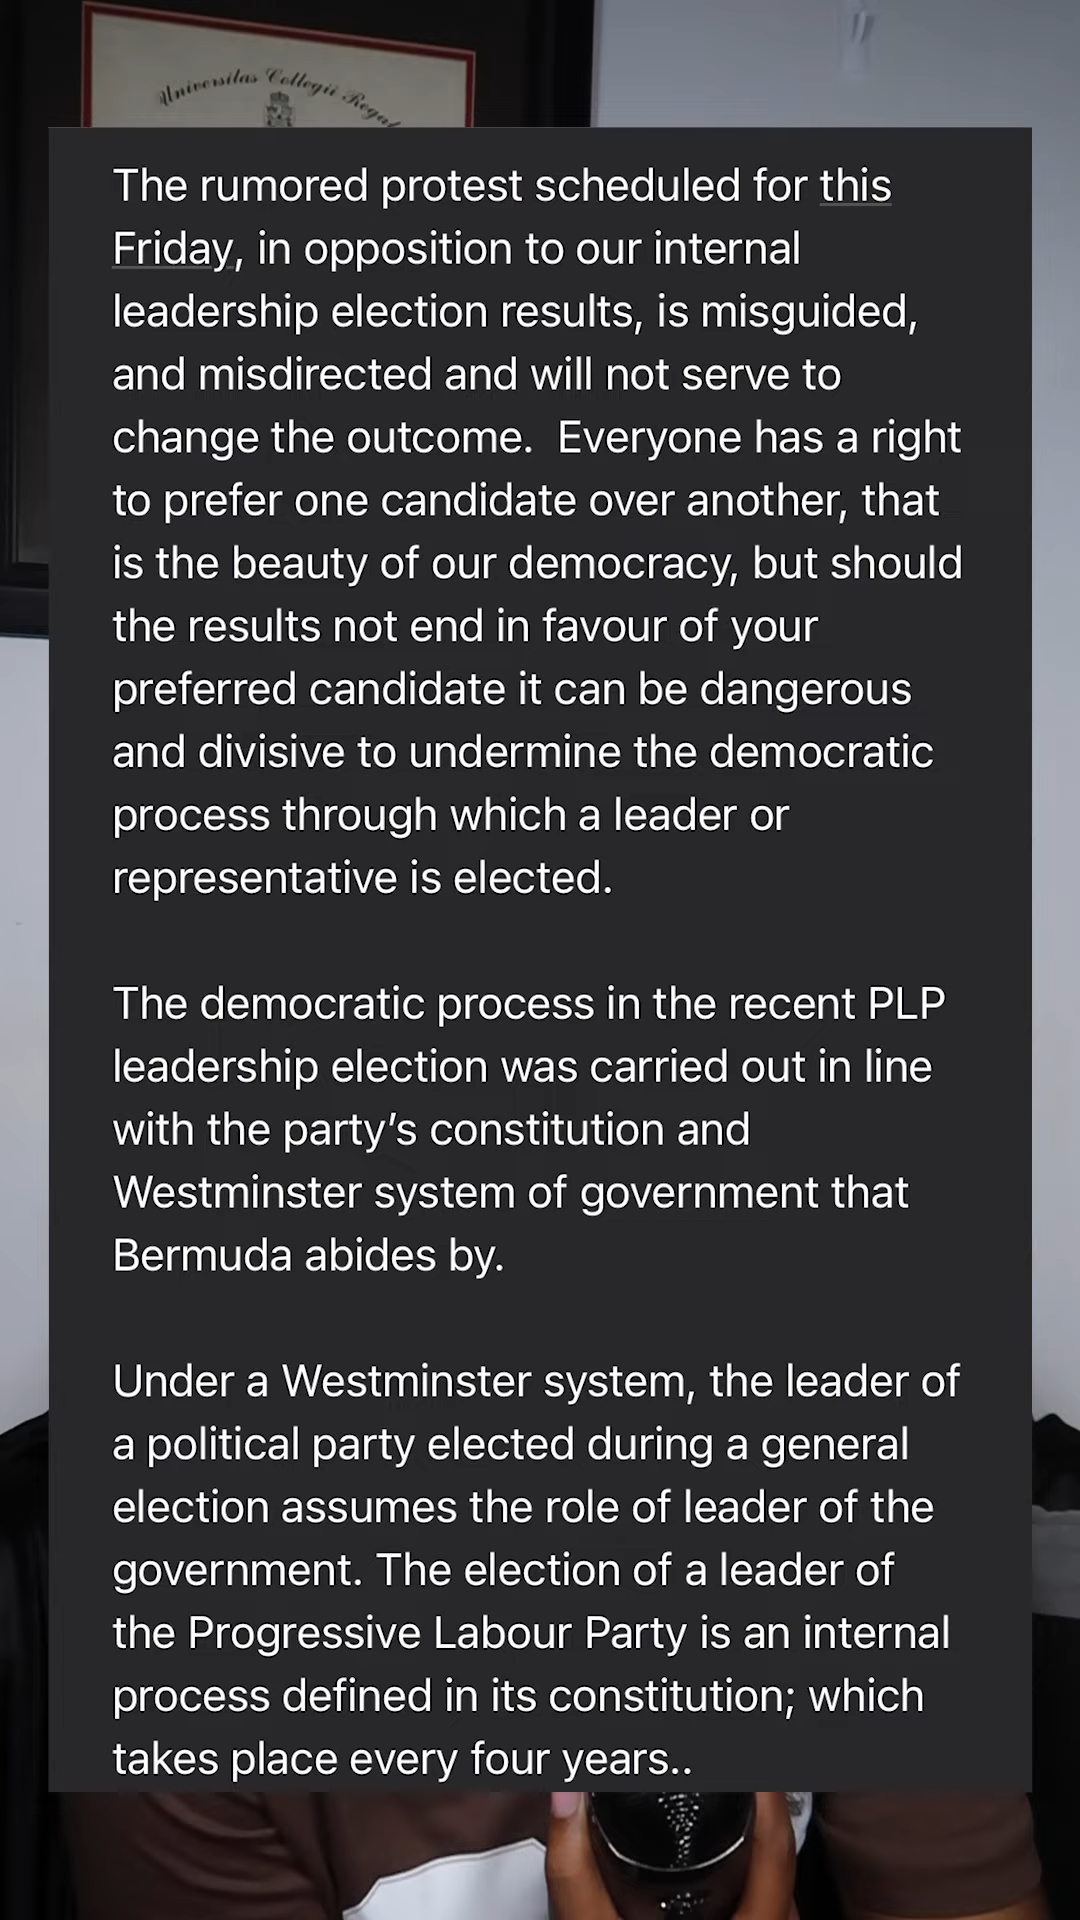 Universitas Collegii Regal
The rumored protest scheduled for this
Friday, in opposition to our internal
leadership election results, is misguided,
and misdirected and will not serve to
change the outcome.  Everyone has a right
to prefer one candidate over another, that
is the beauty of our democracy, but should
the results not end in favour of your
preferred candidate it can be dangerous
and divisive to undermine the democratic
process through which a leader or
representative is elected.
The democratic process in the recent PLP
leadership election was carried out in line
with the party’s constitution and
Westminster system of government that
Bermuda abides by.
Under a Westminster system, the leader of
a political party elected during a general
election assumes the role of leader of the
government. The election of a leader of
the Progressive Labour Party is an internal
process defined in its constitution; which
takes place every four years..